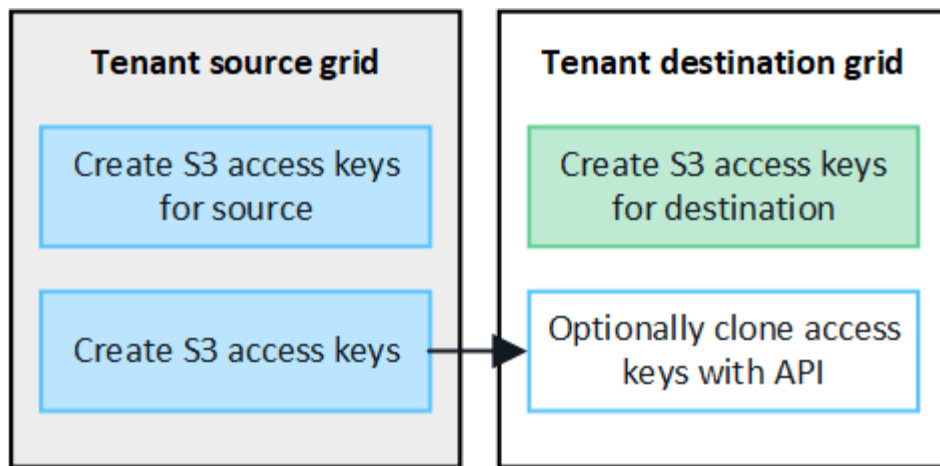 Tenant source grid
Create S3 access keys
for source
Create S3 access keys
Tenant destination grid
Create S3 access keys
for destination
Optionally clone access
keys with API